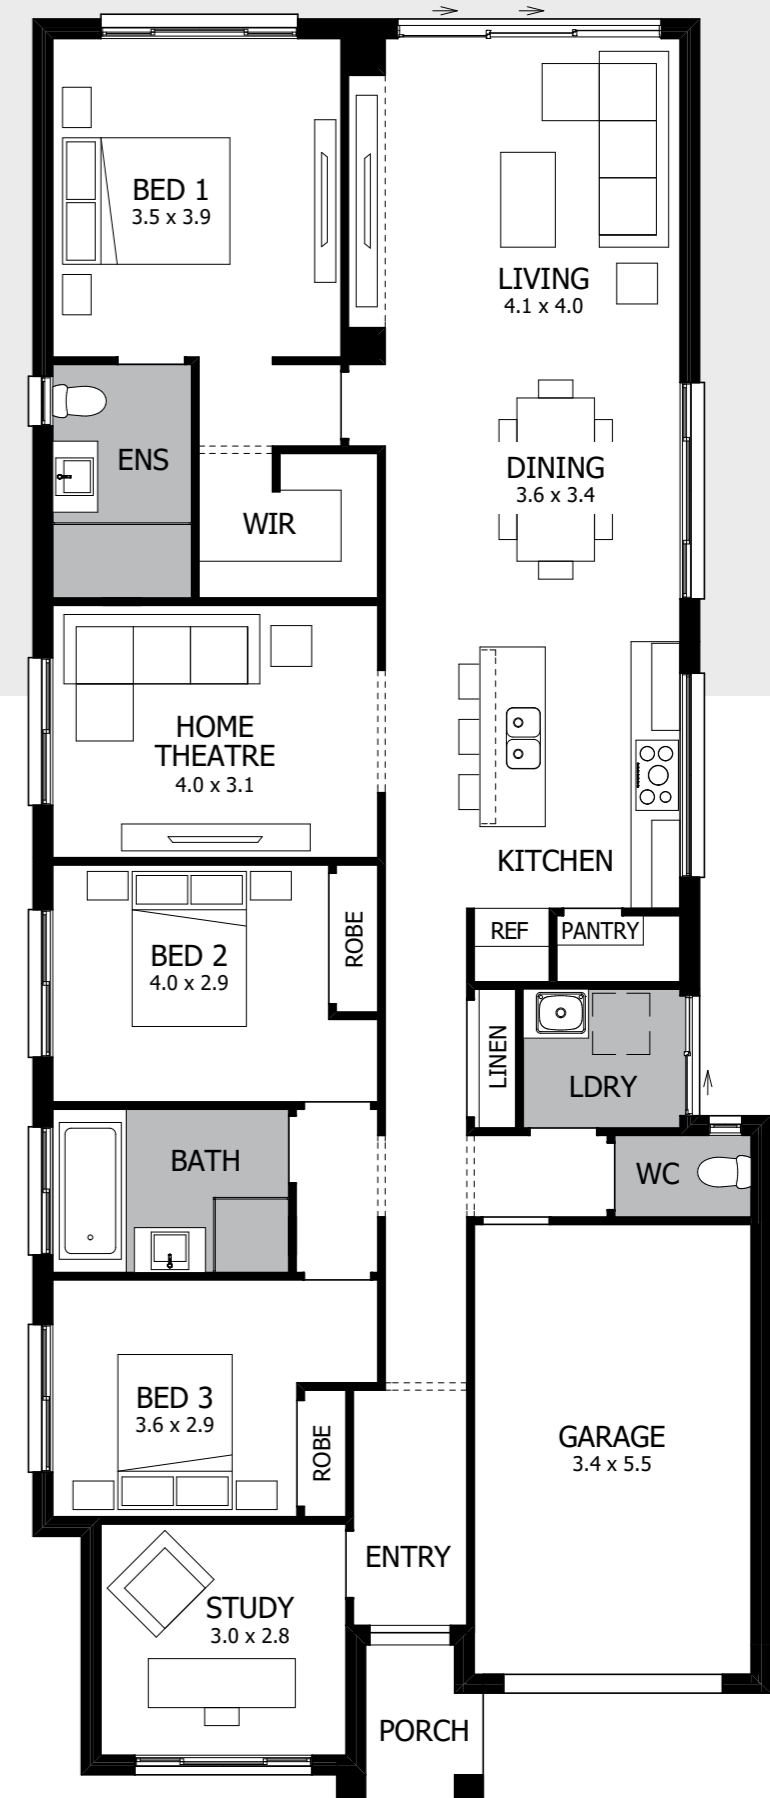 BED 1
3.5 x 3.9
LIVING
4.1 x 4.0
ENS
WIR
DINING
3.6 x 3.4
HOME
THEATRE
4.0 x 3.1
KITCHEN
BED 2
4.0 x 2.9
ROBE
REF
PANTRY
LINEN
LDRY
BATH
WC
BED 3
3.6 x 2.9
ROBE
GARAGE
3.4 x 5.5
ENTRY
STUDY
3.0 x 2.8
PORCH